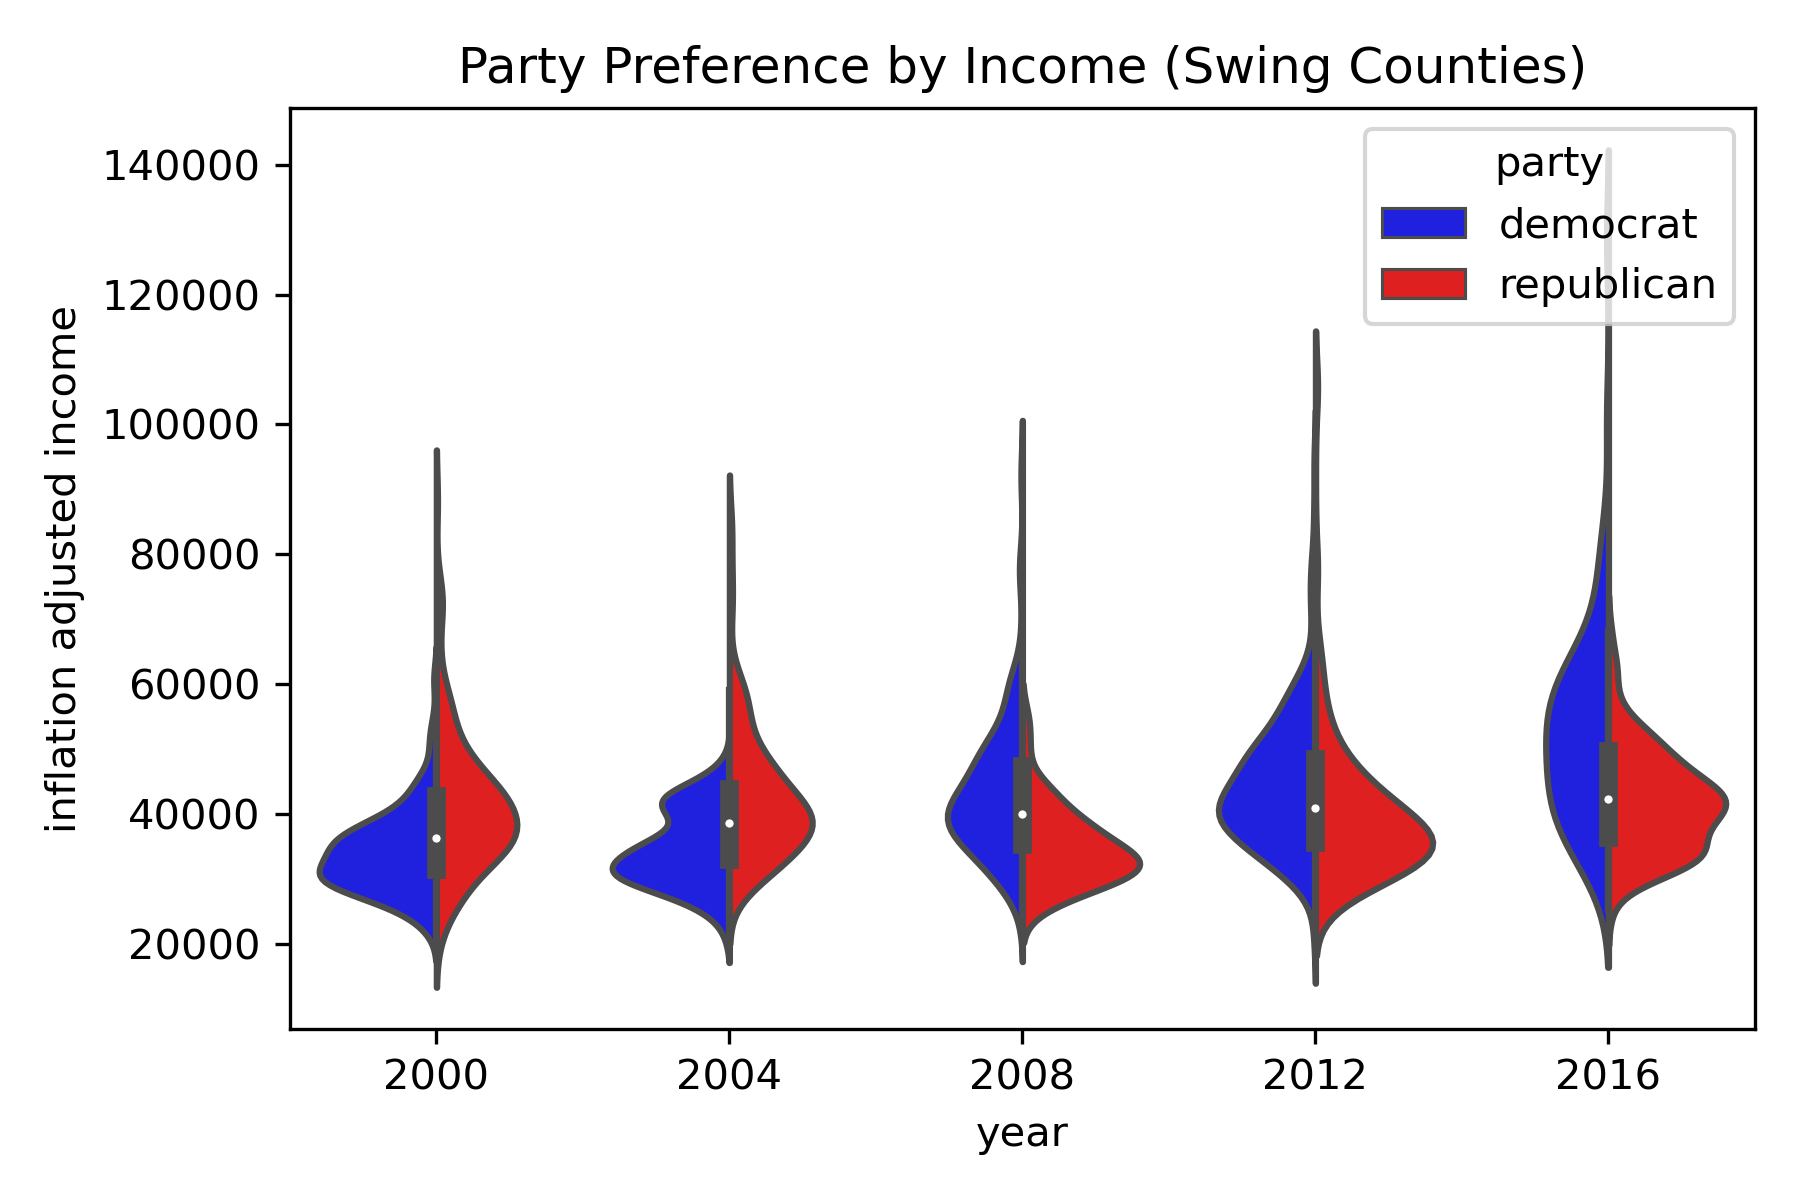 Party Preference by Income (Swing Counties)
party
democrat
republican
140000
120000
100000
80000
60000
40000
20000
inflation adjusted income
2000 2004 2008 2012 2016
year